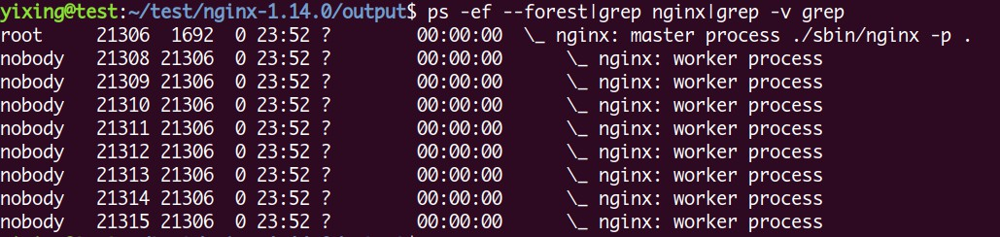 yixing@test:~/test/nginx-1.14.0/output$ ps -ef --forest|grep nginx|grep -v grep
root     21306  1692  0 23:52 ?        00:00:00  \_ nginx: master process ./sbin/nginx -p .
nobody   21308 21306  0 23:52 ?        00:00:00      \_ nginx: worker process
nobody   21309 21306  0 23:52 ?        00:00:00      \_ nginx: worker process
nobody   21310 21306  0 23:52 ?        00:00:00      \_ nginx: worker process
nobody   21311 21306  0 23:52 ?        00:00:00      \_ nginx: worker process
nobody   21312 21306  0 23:52 ?        00:00:00      \_ nginx: worker process
nobody   21313 21306  0 23:52 ?        00:00:00      \_ nginx: worker process
nobody   21314 21306  0 23:52 ?        00:00:00      \_ nginx: worker process
nobody   21315 21306  0 23:52 ?        00:00:00      \_ nginx: worker process